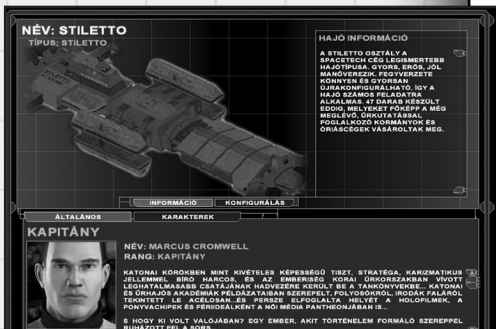 NÉV: STILETTO
TÍPUS: STILETTO
HAJÓ INFORMÁCIÓ
A STILETTO OSZTÁLY A
SPACETECH CÉG LEGISMERTEBB
HAJÓTÍPUSA. GYORS, ERŐS, JÓL
MANŐVEREZIK. FEGYVERZETE
KÖNNYEN ÉS GYORSAN
ÚJRAKONFIGURÁLHATÓ, ÍGY A
HAJÓ SZÁMOS FELADATRA
ALKALMAS. 47 DARAB KÉSZÜLT
EDDIG, MELYEKET FŐKÉPP A MÉG
MEGLÉVŐ, ŰRKUTATÁSSAL
FOGLALKOZÓ KORMÁNYOK ÉS
ÓRIÁSCÉGEK VÁSÁROLTAK MEG.
INFORMÁCIÓ
KONFIGURÁLÁS
ÁLTALÁNOS
KARAKTEREK
KAPITÁNY
NÉV: MARCUS CROMWELL
RANG: KAPITÁNY
KATONAI KÖRÖKBEN MINT KIVÉTELES KÉPESSÉGŰ TISZT, STRATÉGA, KARIZMATIKUS
JELLEMMEL BÍRÓ HARCOS, ÉS AZ EMBERISÉG KORAI ŰRKORSZAKBAN VÍVOTT
LEGHATALMASABB CSATÁJÁNAK HADVEZÉRE KERÜLT BE A TANKÖNYVEKBE... KATONAI
ÉS ŰRHAJÓS AKADÉMIÁK PÉLDÁZATAIBAN SZEREPELT, FOLYOSÓKRÓL, IRODÁK FALÁRÓL
TEKINTETT LE ACÉLOSAN...ÉS PERSZE ELFOGLALTA HELYÉT A HOLOFILMEK, A
PONYVACHIPEK ÉS FÉRFIIDEÁLKÉNT A NŐI MÉDIA PANTHEONJÁBAN IS...
S HOGY KI VOLT VALÓJÁBAN? EGY EMBER, AKIT TÖRTÉNELEM FORMÁLÓ SZEREPPEL
RUHÁZOTT FEL A SORS